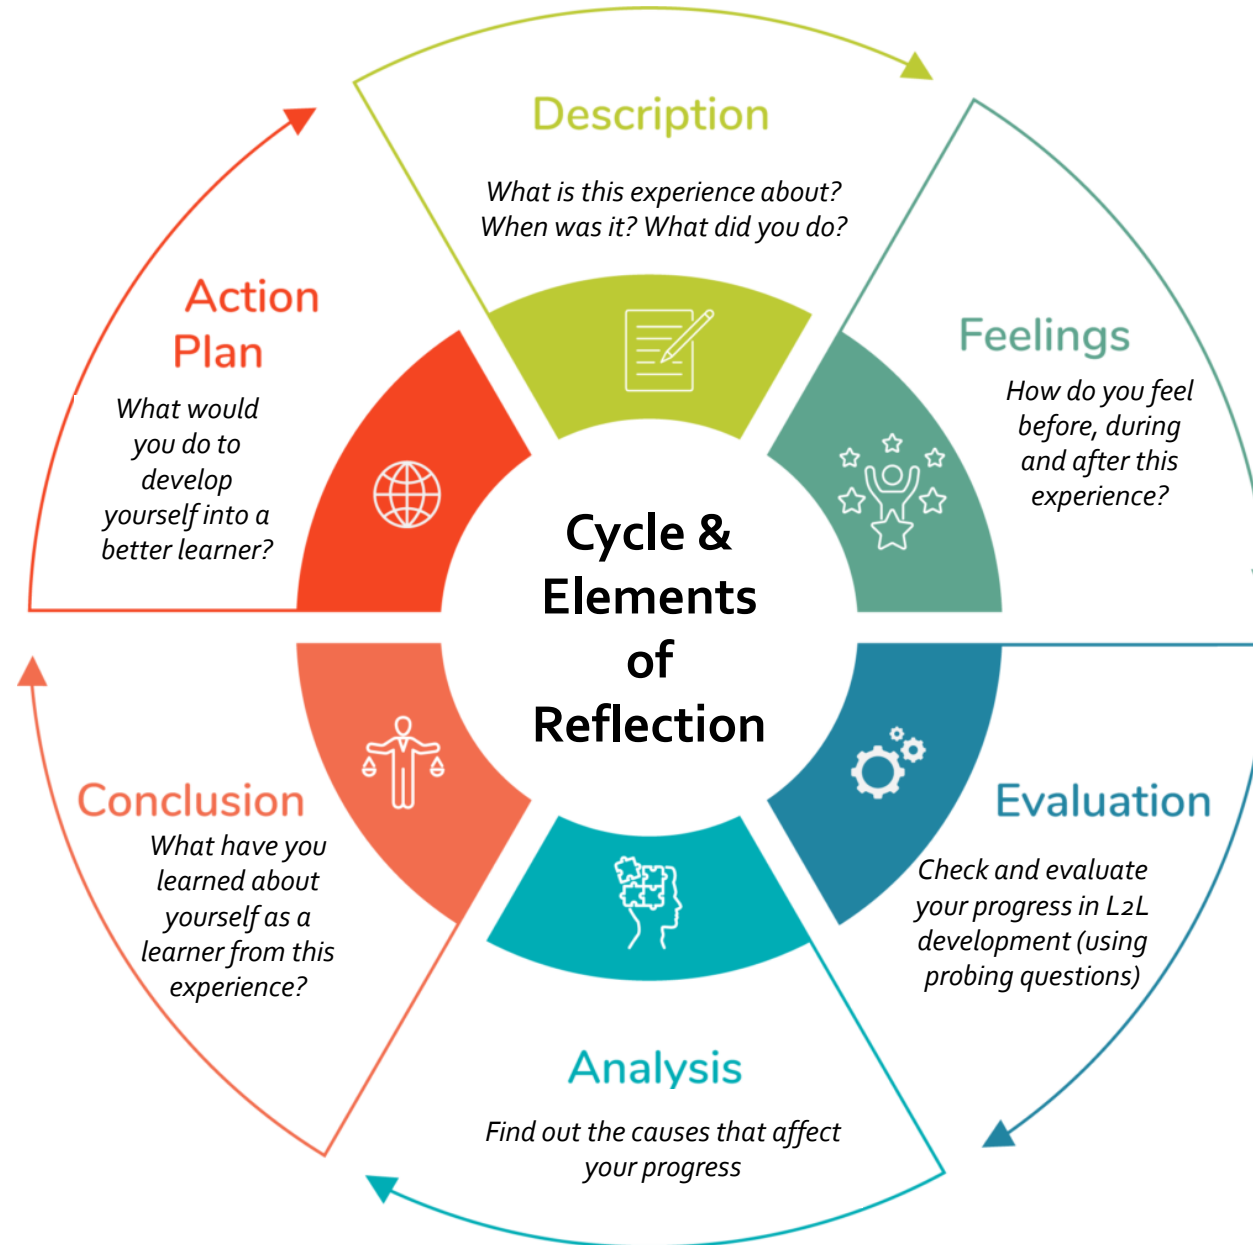 Description
What is this experience about?
When was it? What did you do?
Feelings
How do you feel
before, during
and after this
experience?
Evaluation
Check and evaluate
your progress in L2L
development (using
probing questions)
Analysis
Find out the causes that affect
your progress
Conclusion
What have you
learned about
yourself as a
learner from this
experience?
Action
Plan
What would
you do to
develop
yourself into a
better learner?
Cycle &
Elements
of
Reflection